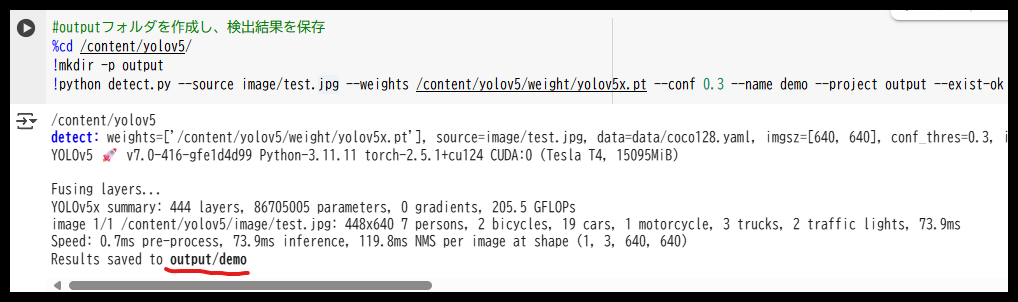 #outputフォルダを作成し、検出結果を保存
%cd /content/yolov5/
!mkdir -p output
!python detect.py --source image/test.jpg --weights /content/yolov5/weight/yolov5x.pt --conf 0.3 --name demo --project output --exist-ok
/content/yolov5
detect: weights=['/content/yolov5/weight/yolov5x.pt'], source=image/test.jpg, data=data/coco128.yaml, imgsz=[640, 640], conf_thres=0.3,
YOLOv5 🚀 v7.0-416-gfe1d4d99 Python-3.11.11 torch-2.5.1+cu124 CUDA:0 (Tesla T4, 15095MiB)
Fusing layers...
YOLOv5x summary: 444 layers, 86705005 parameters, 0 gradients, 205.5 GFLOPs
image 1/1 /content/yolov5/image/test.jpg: 448x640 7 persons, 2 bicycles, 19 cars, 1 motorcycle, 3 trucks, 2 traffic lights, 73.9ms
Speed: 0.7ms pre-process, 73.9ms inference, 119.8ms NMS per image at shape (1, 3, 640, 640)
Results saved to output/demo